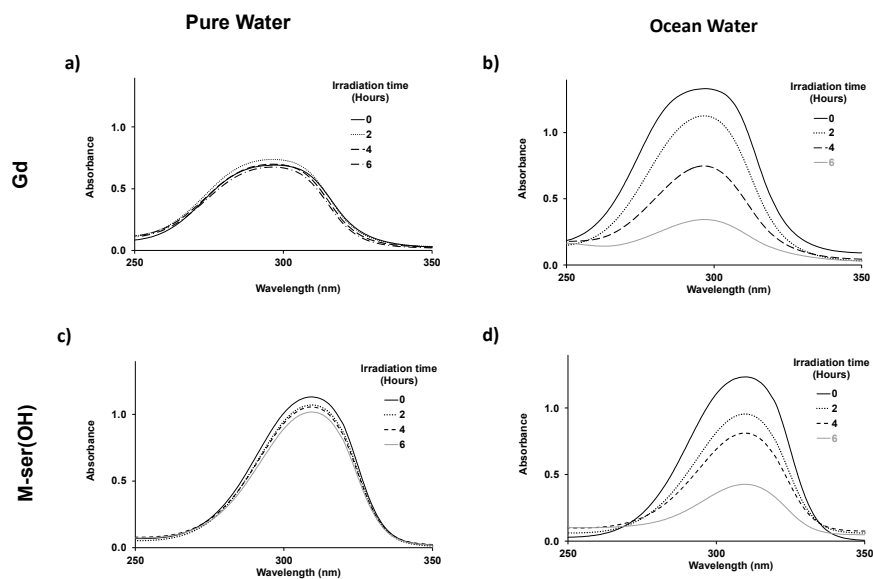 Pure Water
Ocean Water
Gd
M-ser(OH)
a)
Irradiation time
(Hours)
0
2
-4
6
Absorbance
1.0
0.5
0.0
250
300
350
Wavelength (nm)
b)
Irradiation time
(Hours)
0
2
-4
6
Absorbance
1.0
0.5
0.0
250
300
350
Wavelength (nm)
c)
Irradiation time
(Hours)
0
2
4
6
Absorbance
1.0
0.5
0.0
250
300
350
Wavelength (nm)
d)
Irradiation time
(Hours)
0
2
4
6
Absorbance
1.0
0.5
0.0
250
300
350
Wavelength (nm)